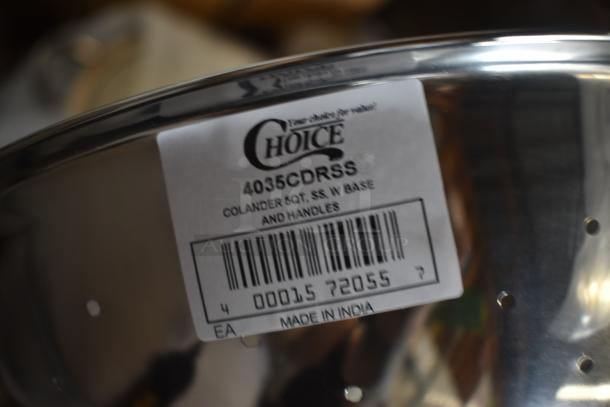 Your choice for value!
CHOICE
4035CDRSS
COLANDER 5QT, SS, W BASE
AND HANDLES
4 00015 72055 7
EA MADE IN INDIA